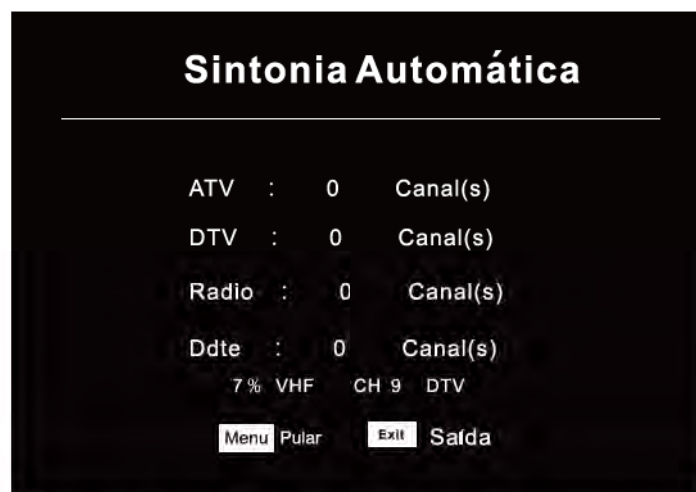 Sintonia Automática
ATV : 0 Canal(s)
DTV : 0 Canal(s)
Radio : 0 Canal(s)
Ddte : 0 Canal(s)
7% VHF CH 9 DTV
Menu Pular Exit Saída